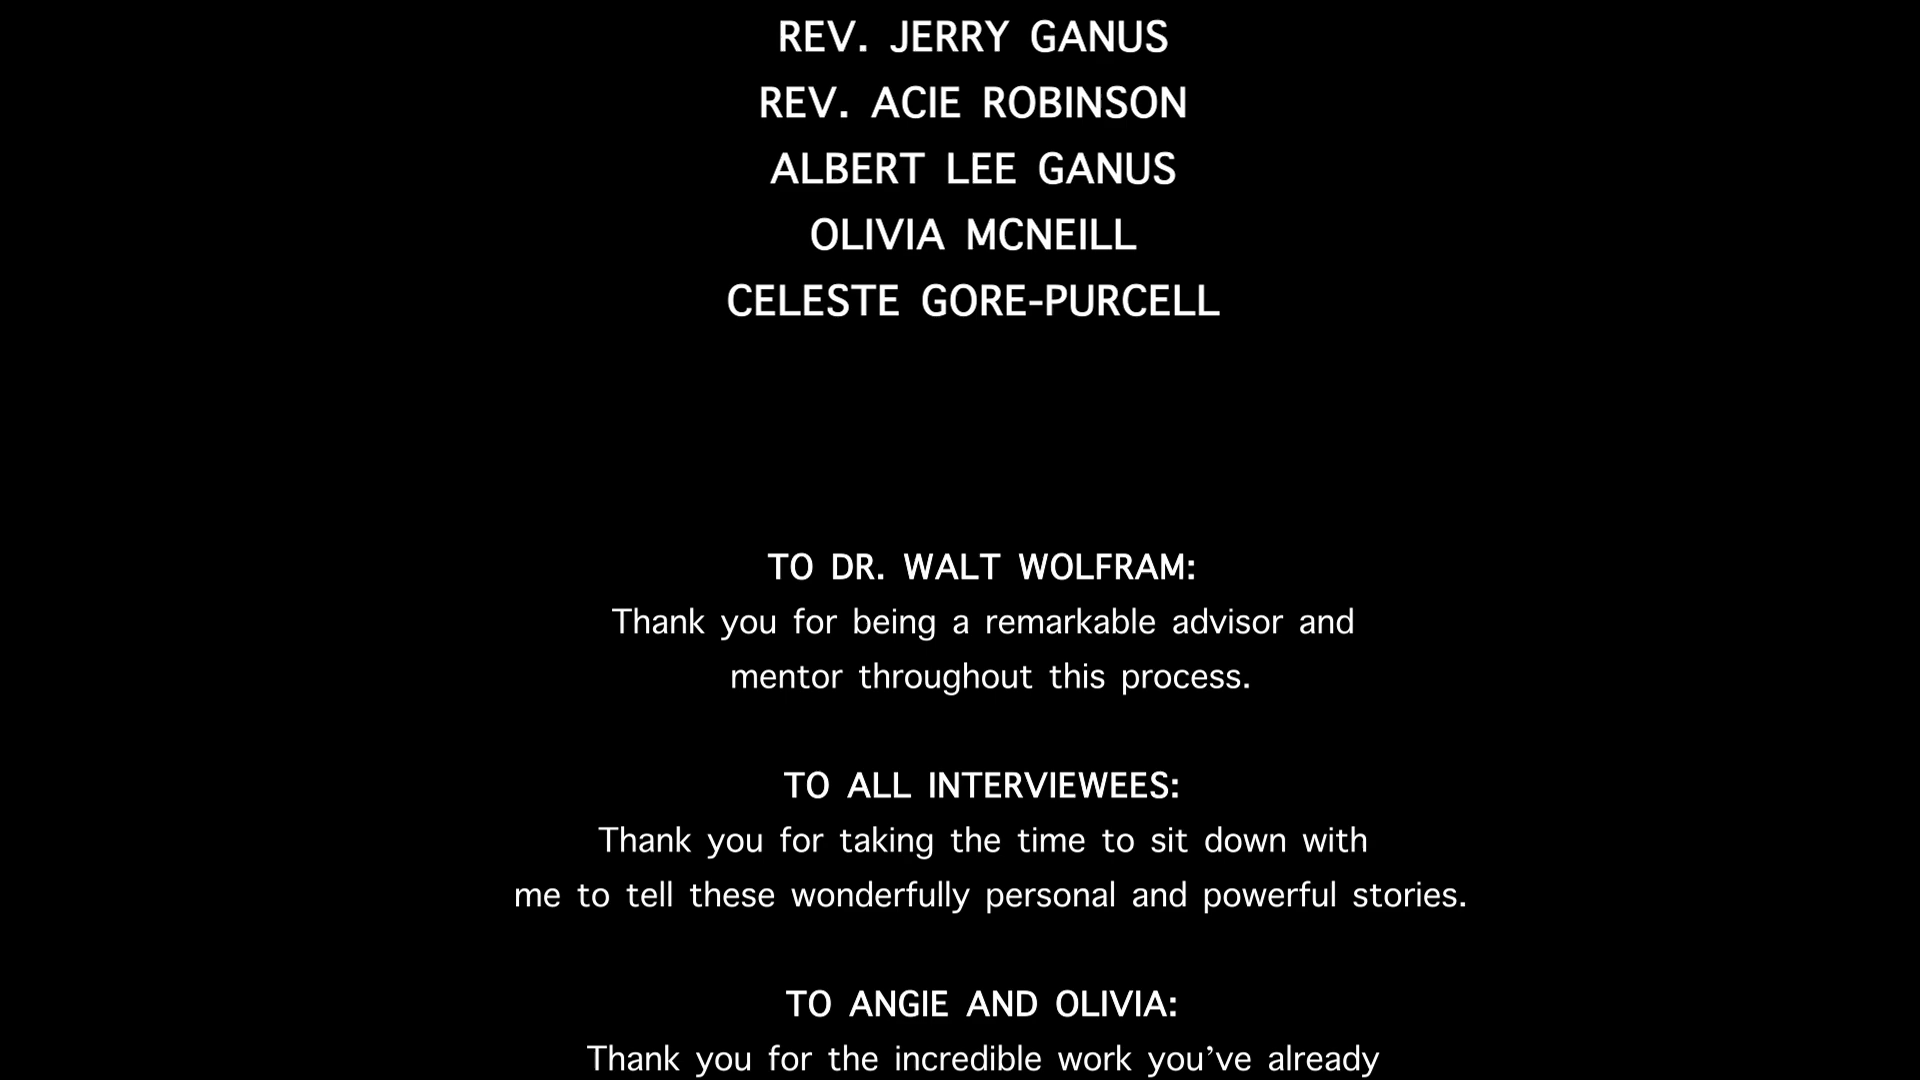 REV. JERRY GANUS
REV. ACIE ROBINSON
ALBERT LEE GANUS
OLIVIA MCNEILL
CELESTE GORE-PURCELL
TO DR. WALT WOLFRAM:
Thank you for being a remarkable advisor and
mentor throughout this process.
TO ALL INTERVIEWEES:
Thank you for taking the time to sit down with
me to tell these wonderfully personal and powerful stories.
TO ANGIE AND OLIVIA:
Thank you for the incredible work you’ve already